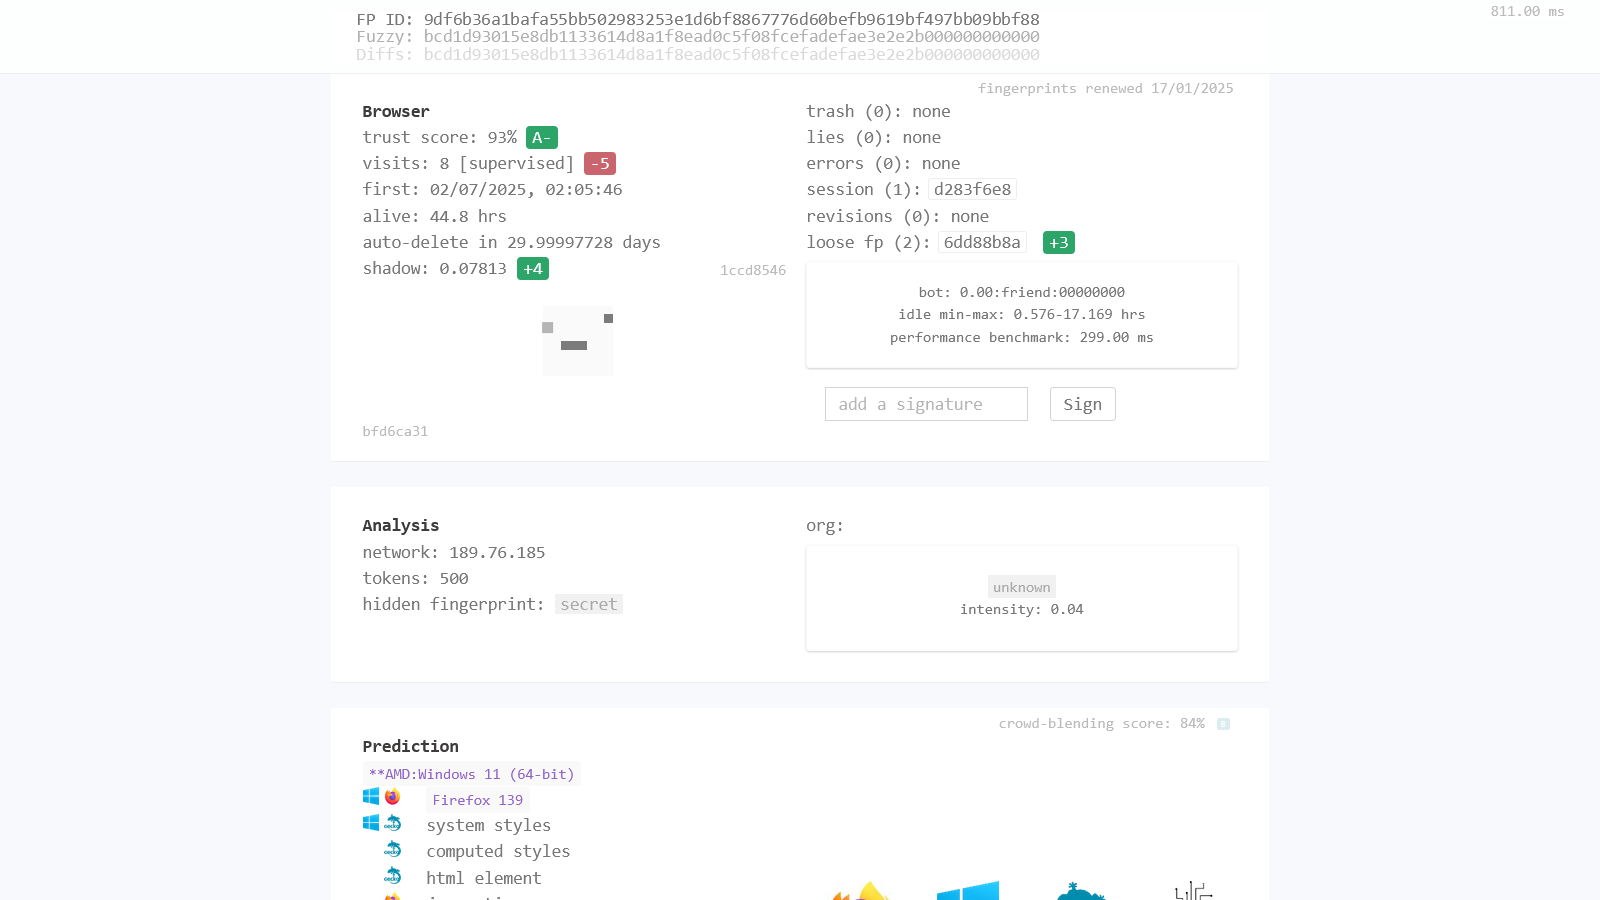 FP ID: 9df6b36a1bafa55bb502983253e1d6bf8867776d60befb9619bf497bb09bbf88
811.00 ms
Fuzzy: bcd1d93015e8db1133614d8a1f8ead0c5f08fcefadefae3e2e2b000000000000
Diffs: bcd1d93015e8db1133614d8a1f8ead0c5f08fcefadefae3e2e2b000000000000
fingerprints renewed 17/01/2025
Browser
trust score: 93% A-
visits: 8 [supervised] -5
first: 02/07/2025, 02:05:46
alive: 44.8 hrs
auto-delete in 29.99997728 days
shadow: 0.07813 +4
1ccd8546
bfd6ca31
trash (0): none
lies (0): none
errors (0): none
session (1): d283f6e8
revisions (0): none
loose fp (2): 6dd88b8a +3
bot: 0.00:friend:00000000
idle min-max: 0.576-17.169 hrs
performance benchmark: 299.00 ms
add a signature
Sign
Analysis
network: 189.76.185
tokens: 500
hidden fingerprint: secret
org:
unknown
intensity: 0.04
crowd-blending score: 84%
Prediction
**AMD:Windows 11 (64-bit)
Firefox 139
system styles
computed styles
html element